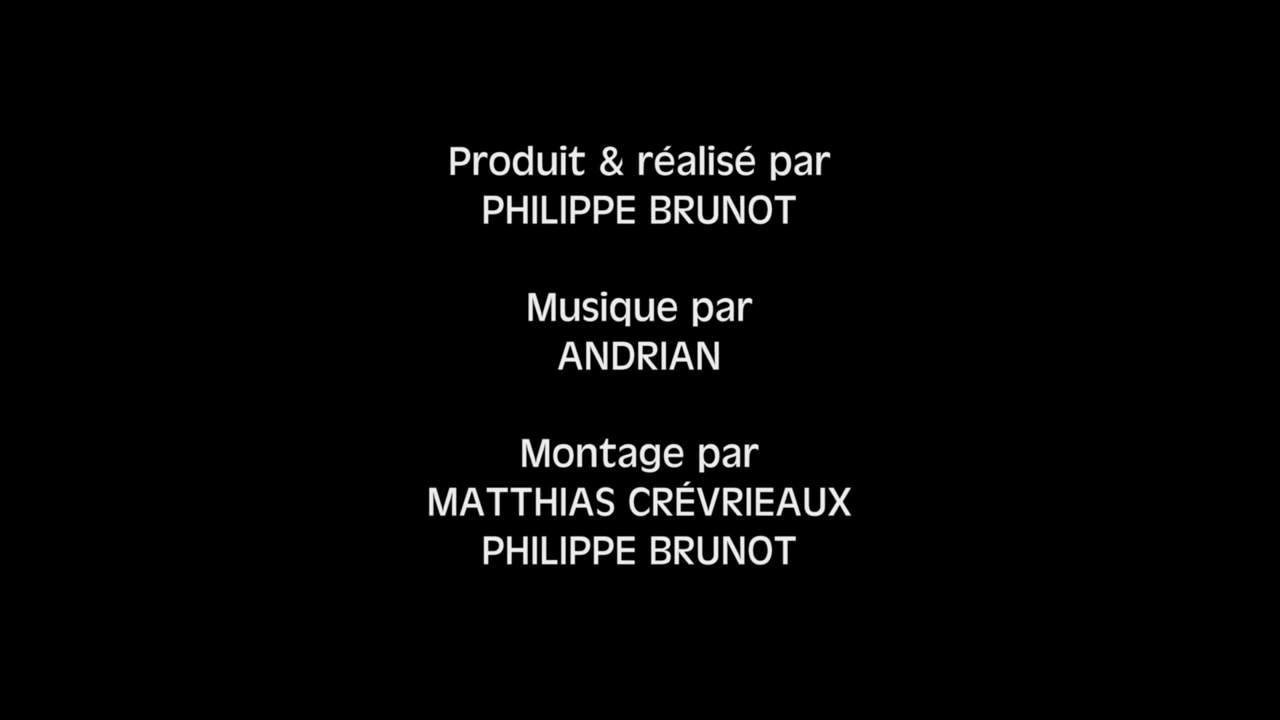 Produit & réalisé par
PHILIPPE BRUNOT
Musique par
ANDRIAN
Montage par
MATTHIAS CRÉVRIEAUX
PHILIPPE BRUNOT